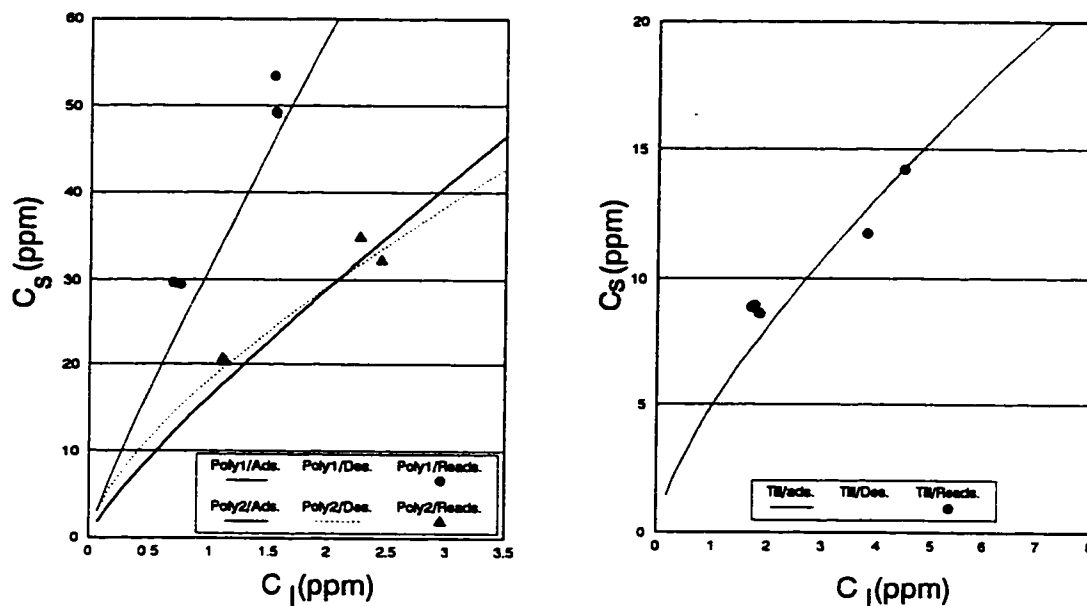 60
50
40
30
20
10
0
C_s (ppm)
0 0 5 1 1.5 2 2.5 3 3.5
C_l (ppm)
Poly1/Ads. Poly1/Des. Poly1/Reads.
Poly2/Ads. Poly2/Des. Poly2/Reads.
20
15
10
5
0
Cs (ppm)
0 1 2 3 4 5 6 7 8
C_l (ppm)
Till/ads. Till/Des. Till/Reads.